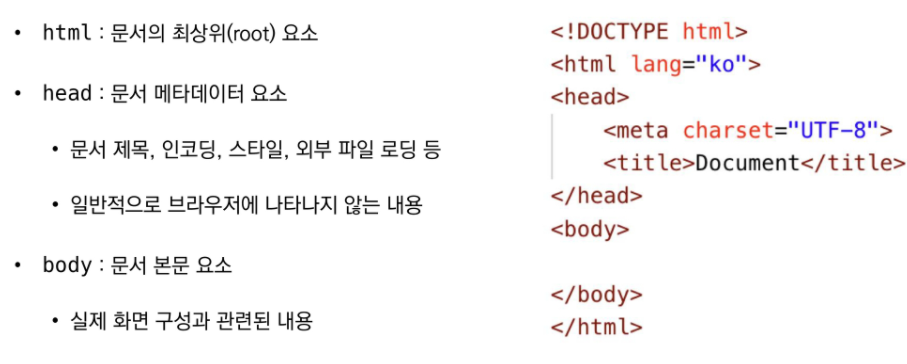 • html : 문서의 최상위(root) 요소
• head : 문서 메타데이터 요소
• 문서 제목, 인코딩, 스타일, 외부 파일 로딩 등
• 일반적으로 브라우저에 나타나지 않는 내용
• body : 문서 본문 요소
• 실제 화면 구성과 관련된 내용
<!DOCTYPE html>
<html lang="ko">
<head>
<meta charset="UTF-8">
<title>Document</title>
</head>
<body>
</body>
</html>